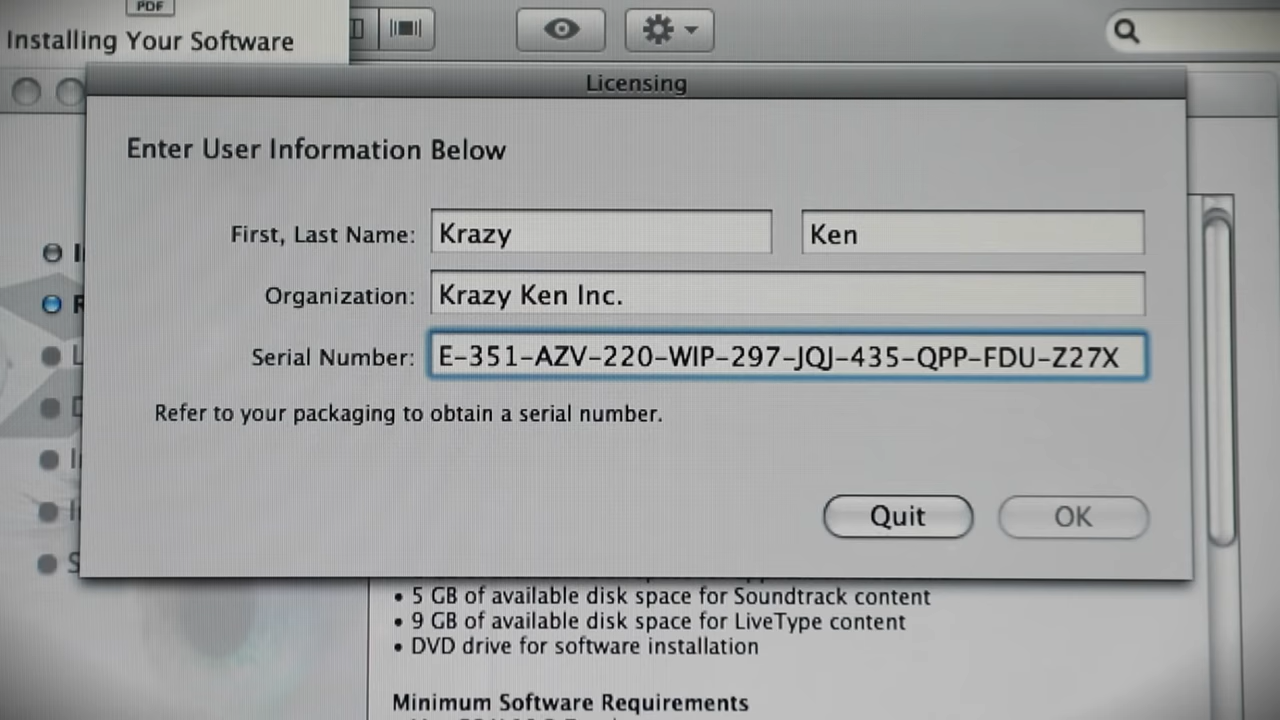 PDF
Installing Your Software
Licensing
Enter User Information Below
First, Last Name: Krazy Ken
Organization: Krazy Ken Inc.
Serial Number: E-351-AZV-220-WIP-297-JQJ-435-QPP-FDU-Z27X
Refer to your packaging to obtain a serial number.
Quit OK
• 5 GB of available disk space for Soundtrack content
• 9 GB of available disk space for LiveType content
• DVD drive for software installation
Minimum Software Requirements